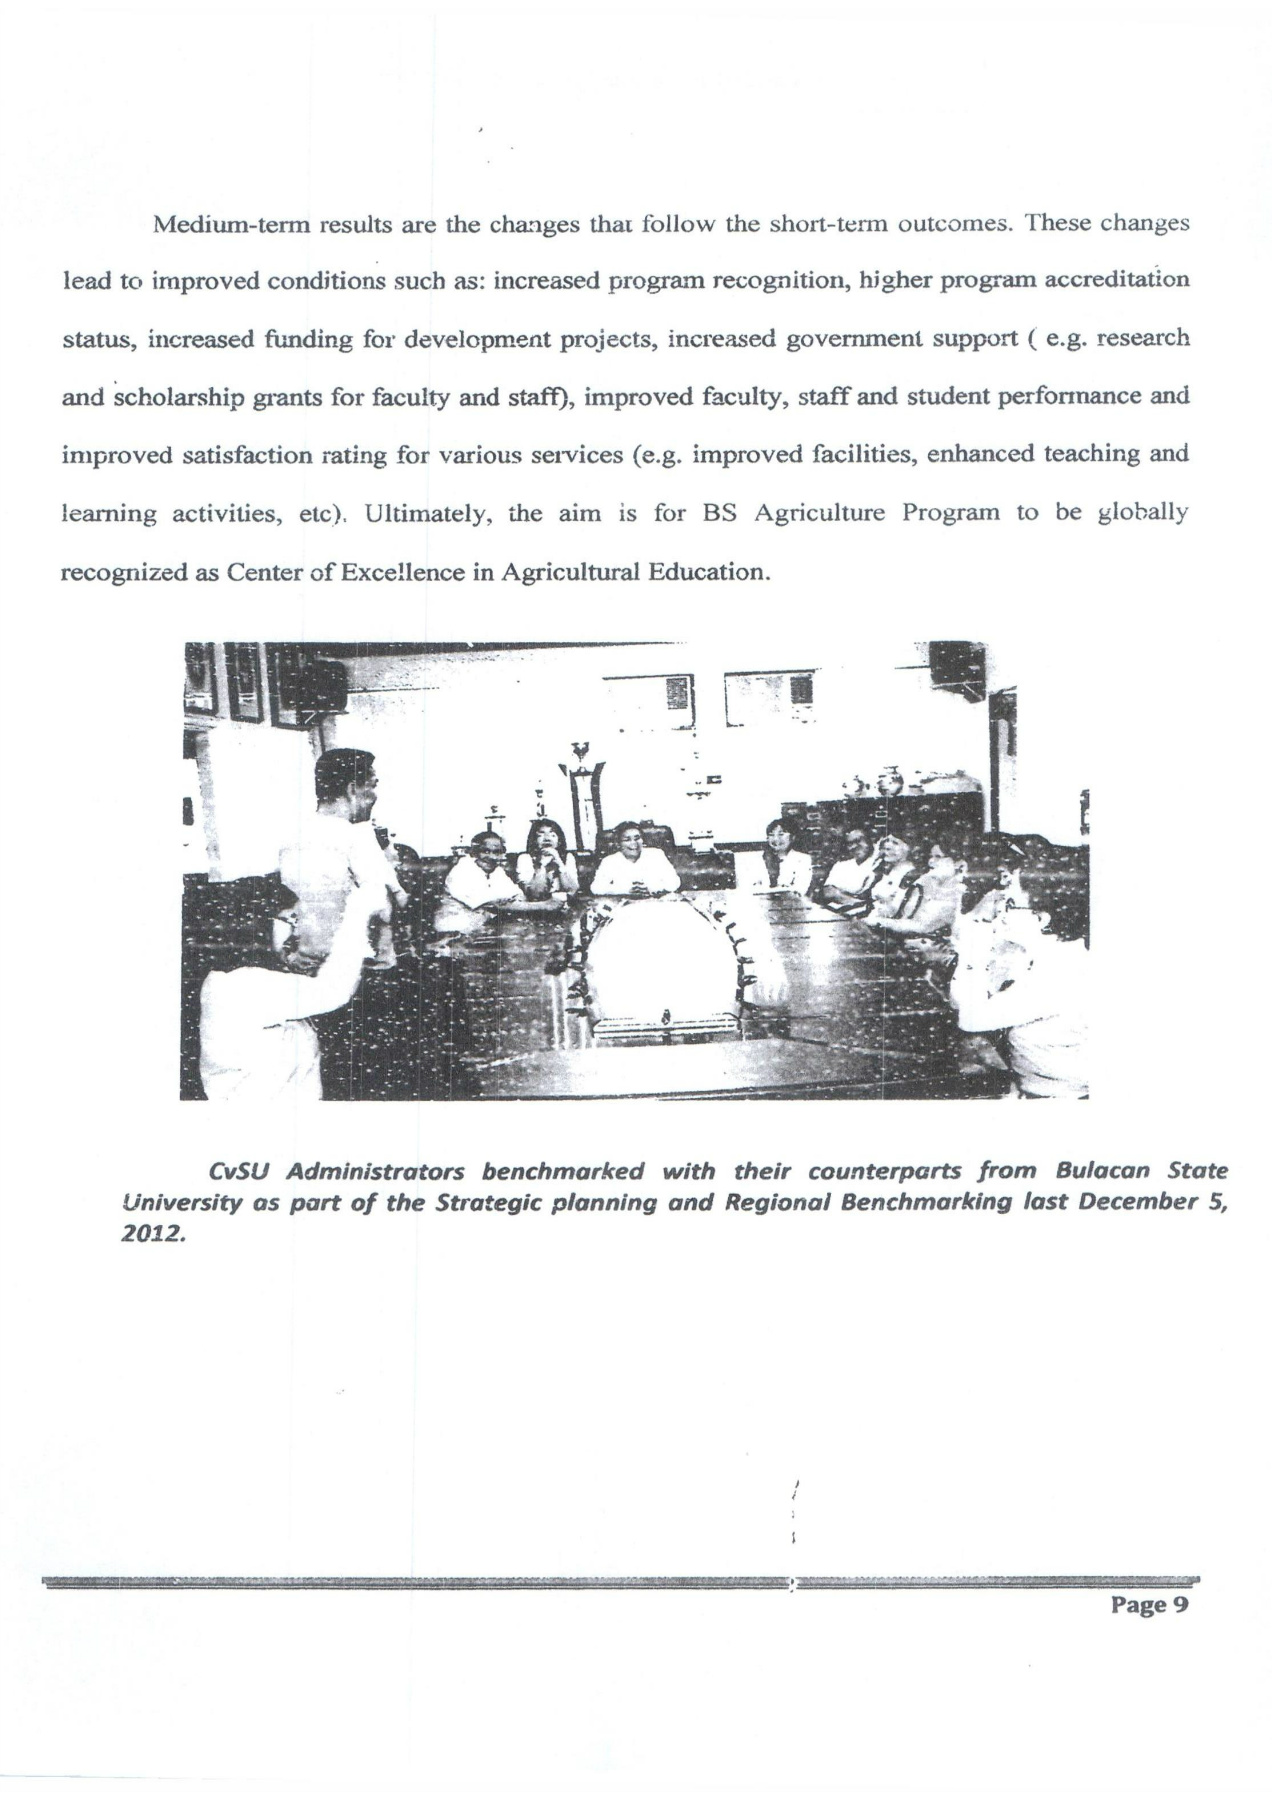 Medium-term results are the changes that follow the short-term outcomes. These changes
lead to improved conditions such as: increased program recognition, higher program accreditation
status, increased funding for development projects, increased government support ( e.g. research
and scholarship grants for faculty and staff), improved faculty, staff and student performance and
improved satisfaction rating for various services (e.g. improved facilities, enhanced teaching and
learning activities, etc). Ultimately, the aim is for BS Agriculture Program to be globally
recognized as Center of Excellence in Agricultural Education.
CvSU Administrators benchmarked with their counterparts from Bulacan State
University as part of the Strategic planning and Regional Benchmarking last December 5,
2012.
Page 9